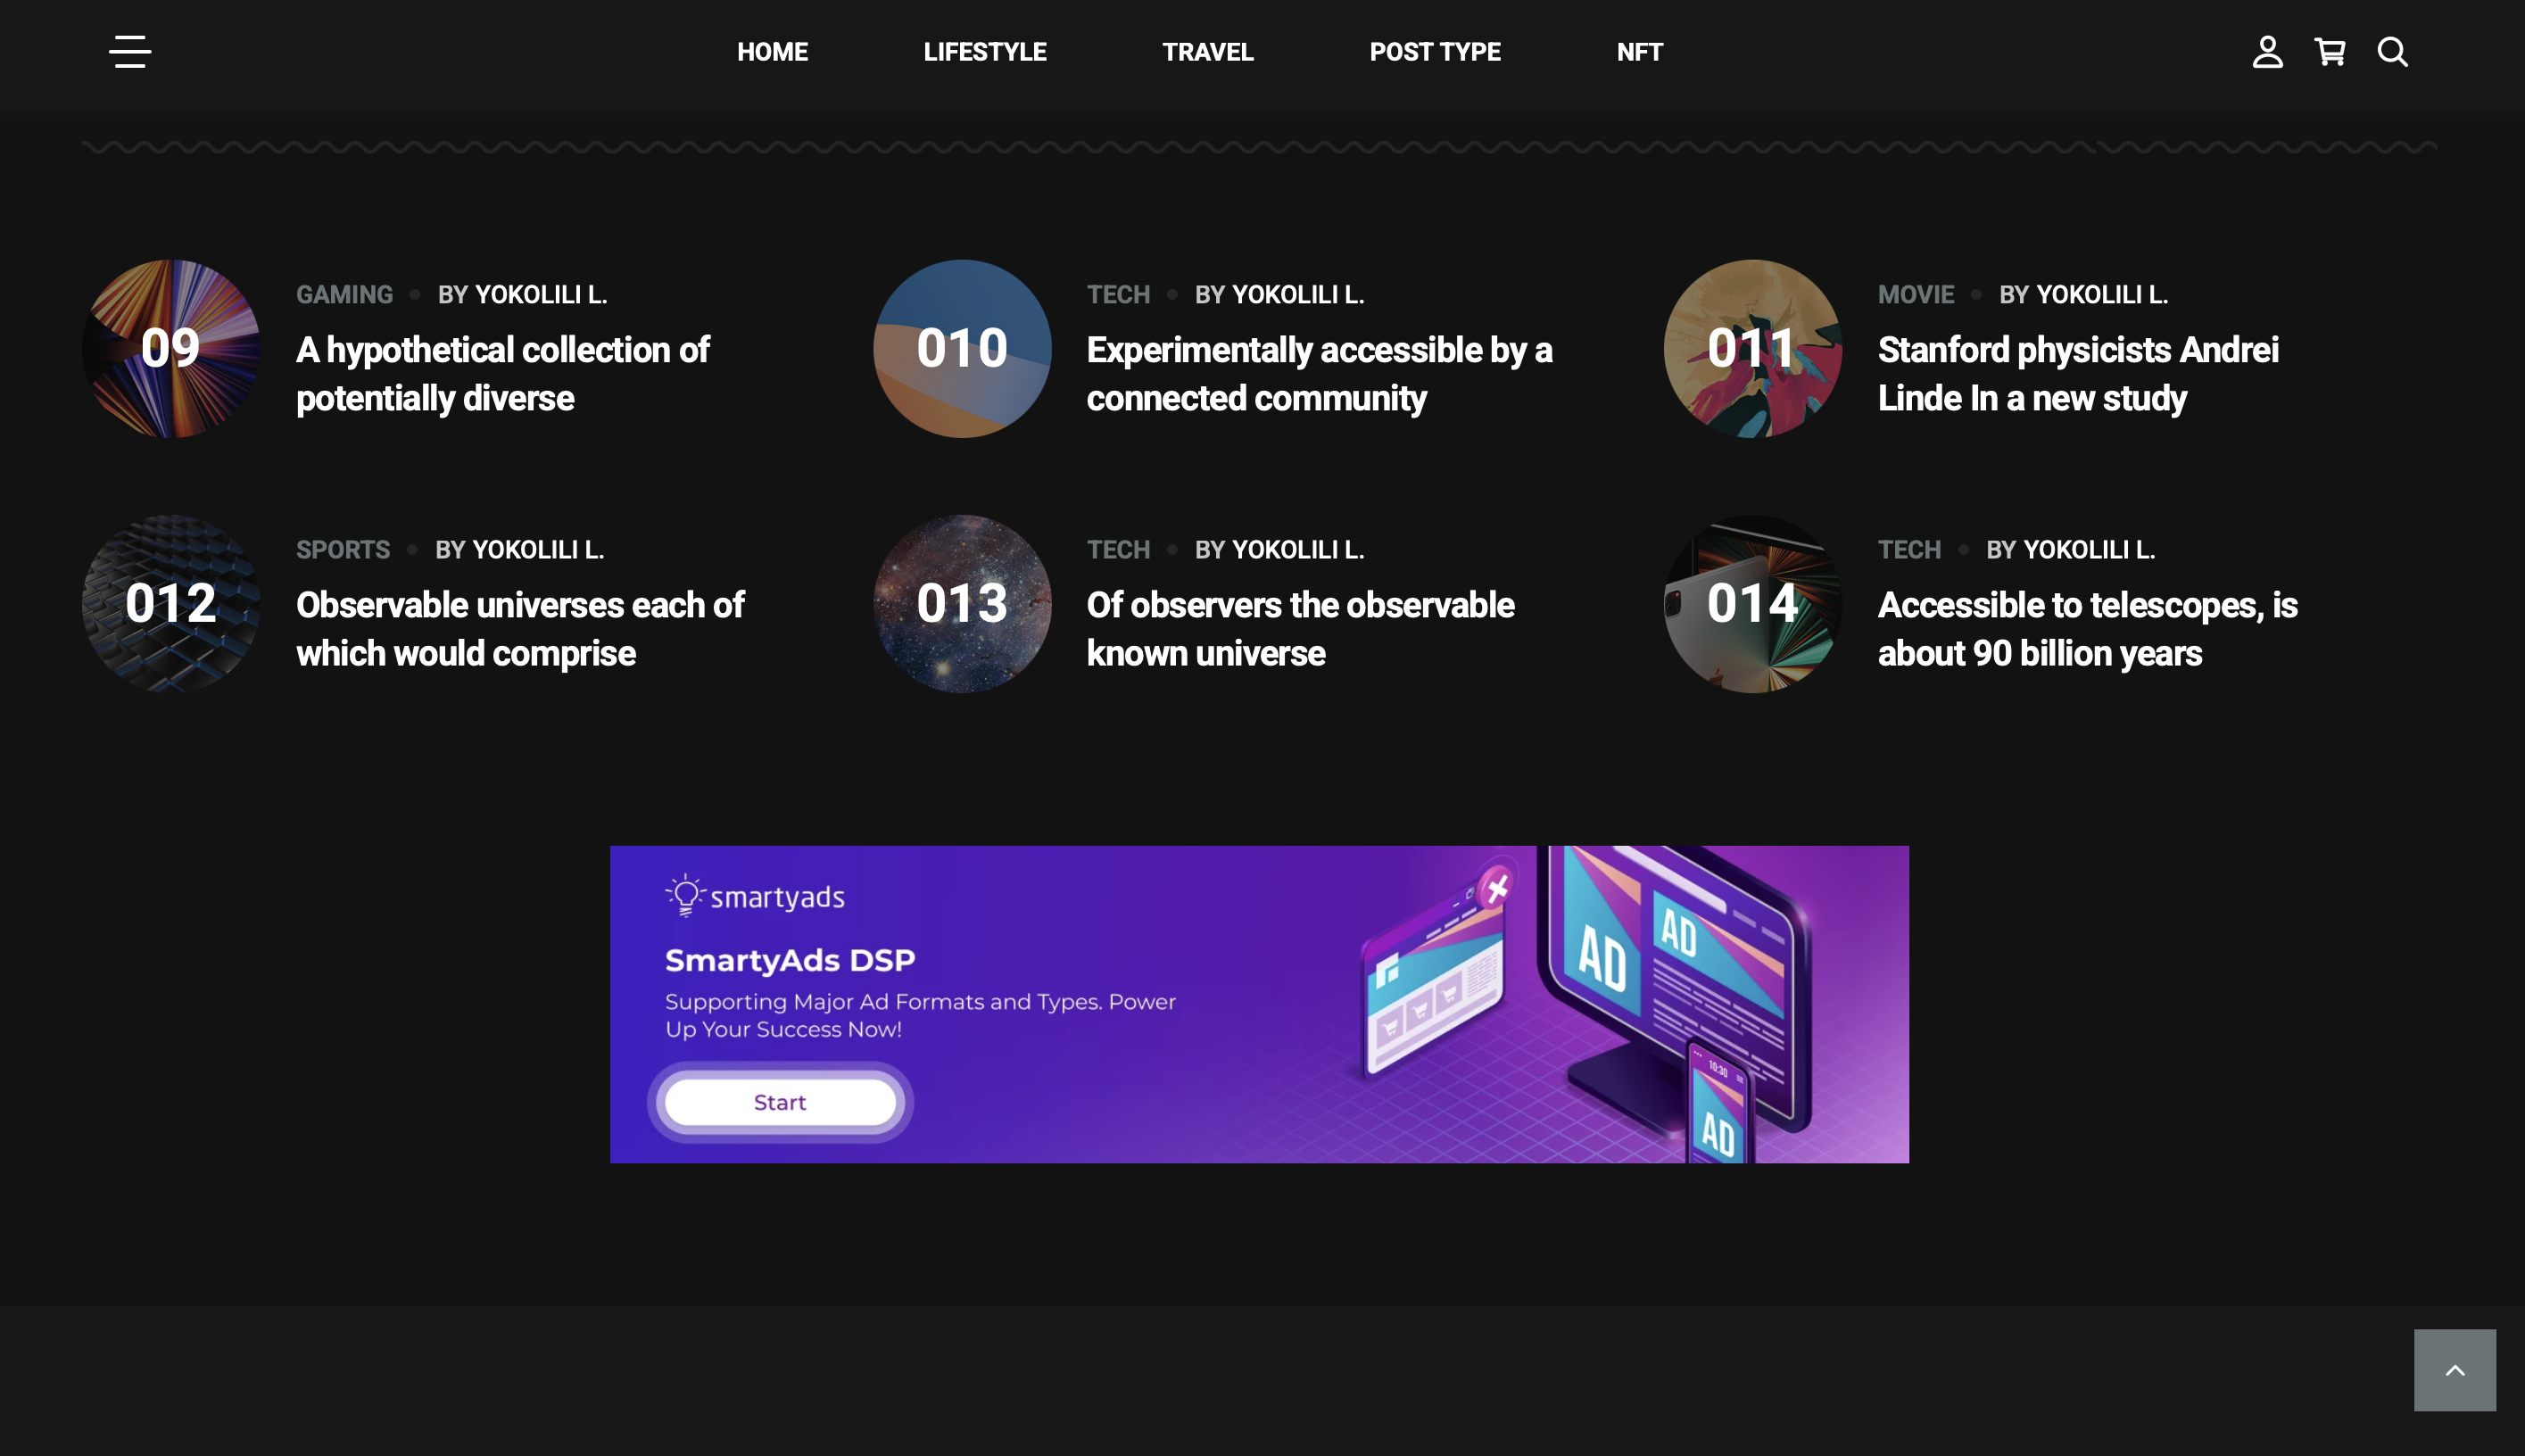 HOME LIFESTYLE TRAVEL POST TYPE NFT
09
GAMING • BY YOKOLILI L.
A hypothetical collection of
potentially diverse
010
TECH • BY YOKOLILI L.
Experimentally accessible by a
connected community
011
MOVIE • BY YOKOLILI L.
Stanford physicists Andrei
Linde In a new study
012
SPORTS • BY YOKOLILI L.
Observable universes each of
which would comprise
013
TECH • BY YOKOLILI L.
Of observers the observable
known universe
014
TECH • BY YOKOLILI L.
Accessible to telescopes, is
about 90 billion years
smartyads
SmartyAds DSP
Supporting Major Ad Formats and Types. Power
Up Your Success Now!
Start
AD
AD
10:30
AD